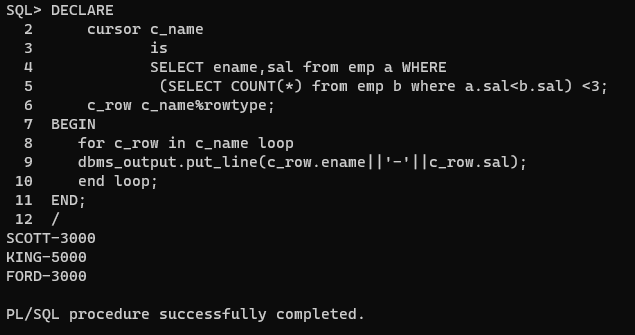 SQL> DECLARE
  2      cursor c_name
  3             is
  4             SELECT ename,sal from emp a WHERE
  5              (SELECT COUNT(*) from emp b where a.sal<b.sal) <3;
  6      c_row c_name%rowtype;
  7  BEGIN
  8     for c_row in c_name loop
  9     dbms_output.put_line(c_row.ename||'-'||c_row.sal);
 10     end loop;
 11  END;
 12  /
SCOTT-3000
KING-5000
FORD-3000

PL/SQL procedure successfully completed.